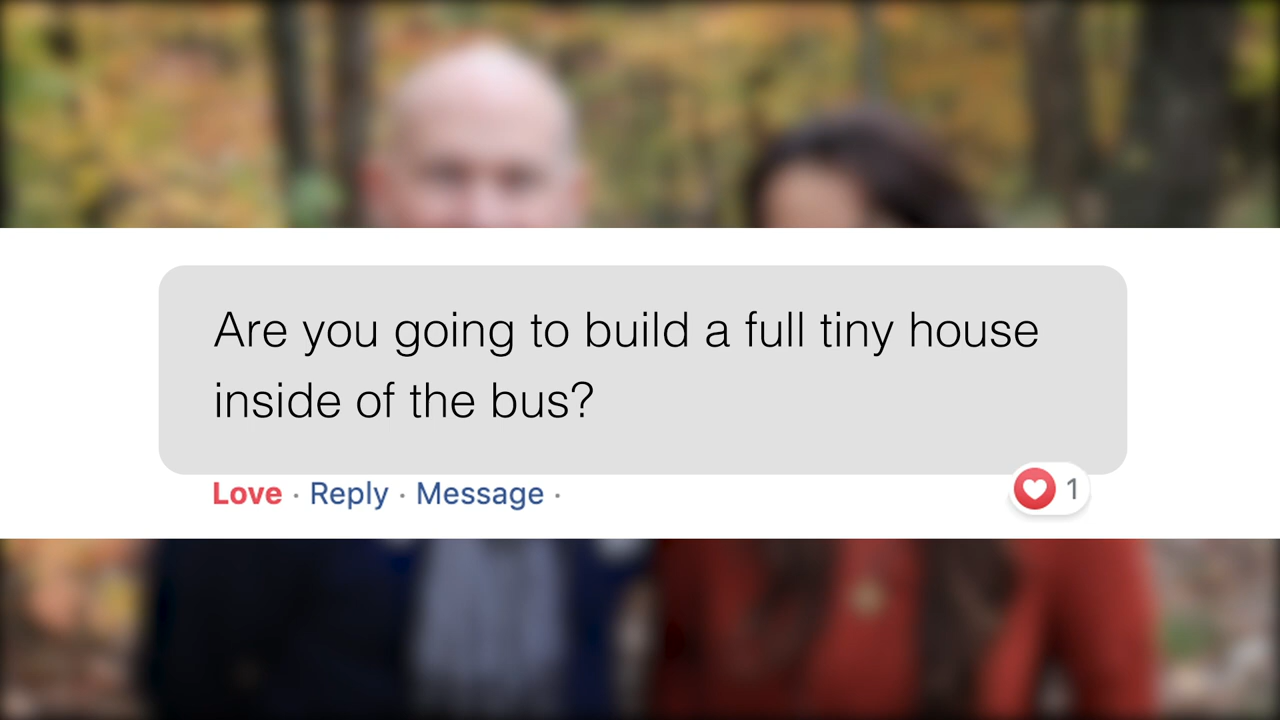 Are you going to build a full tiny house
inside of the bus?
Love · Reply · Message ·
1